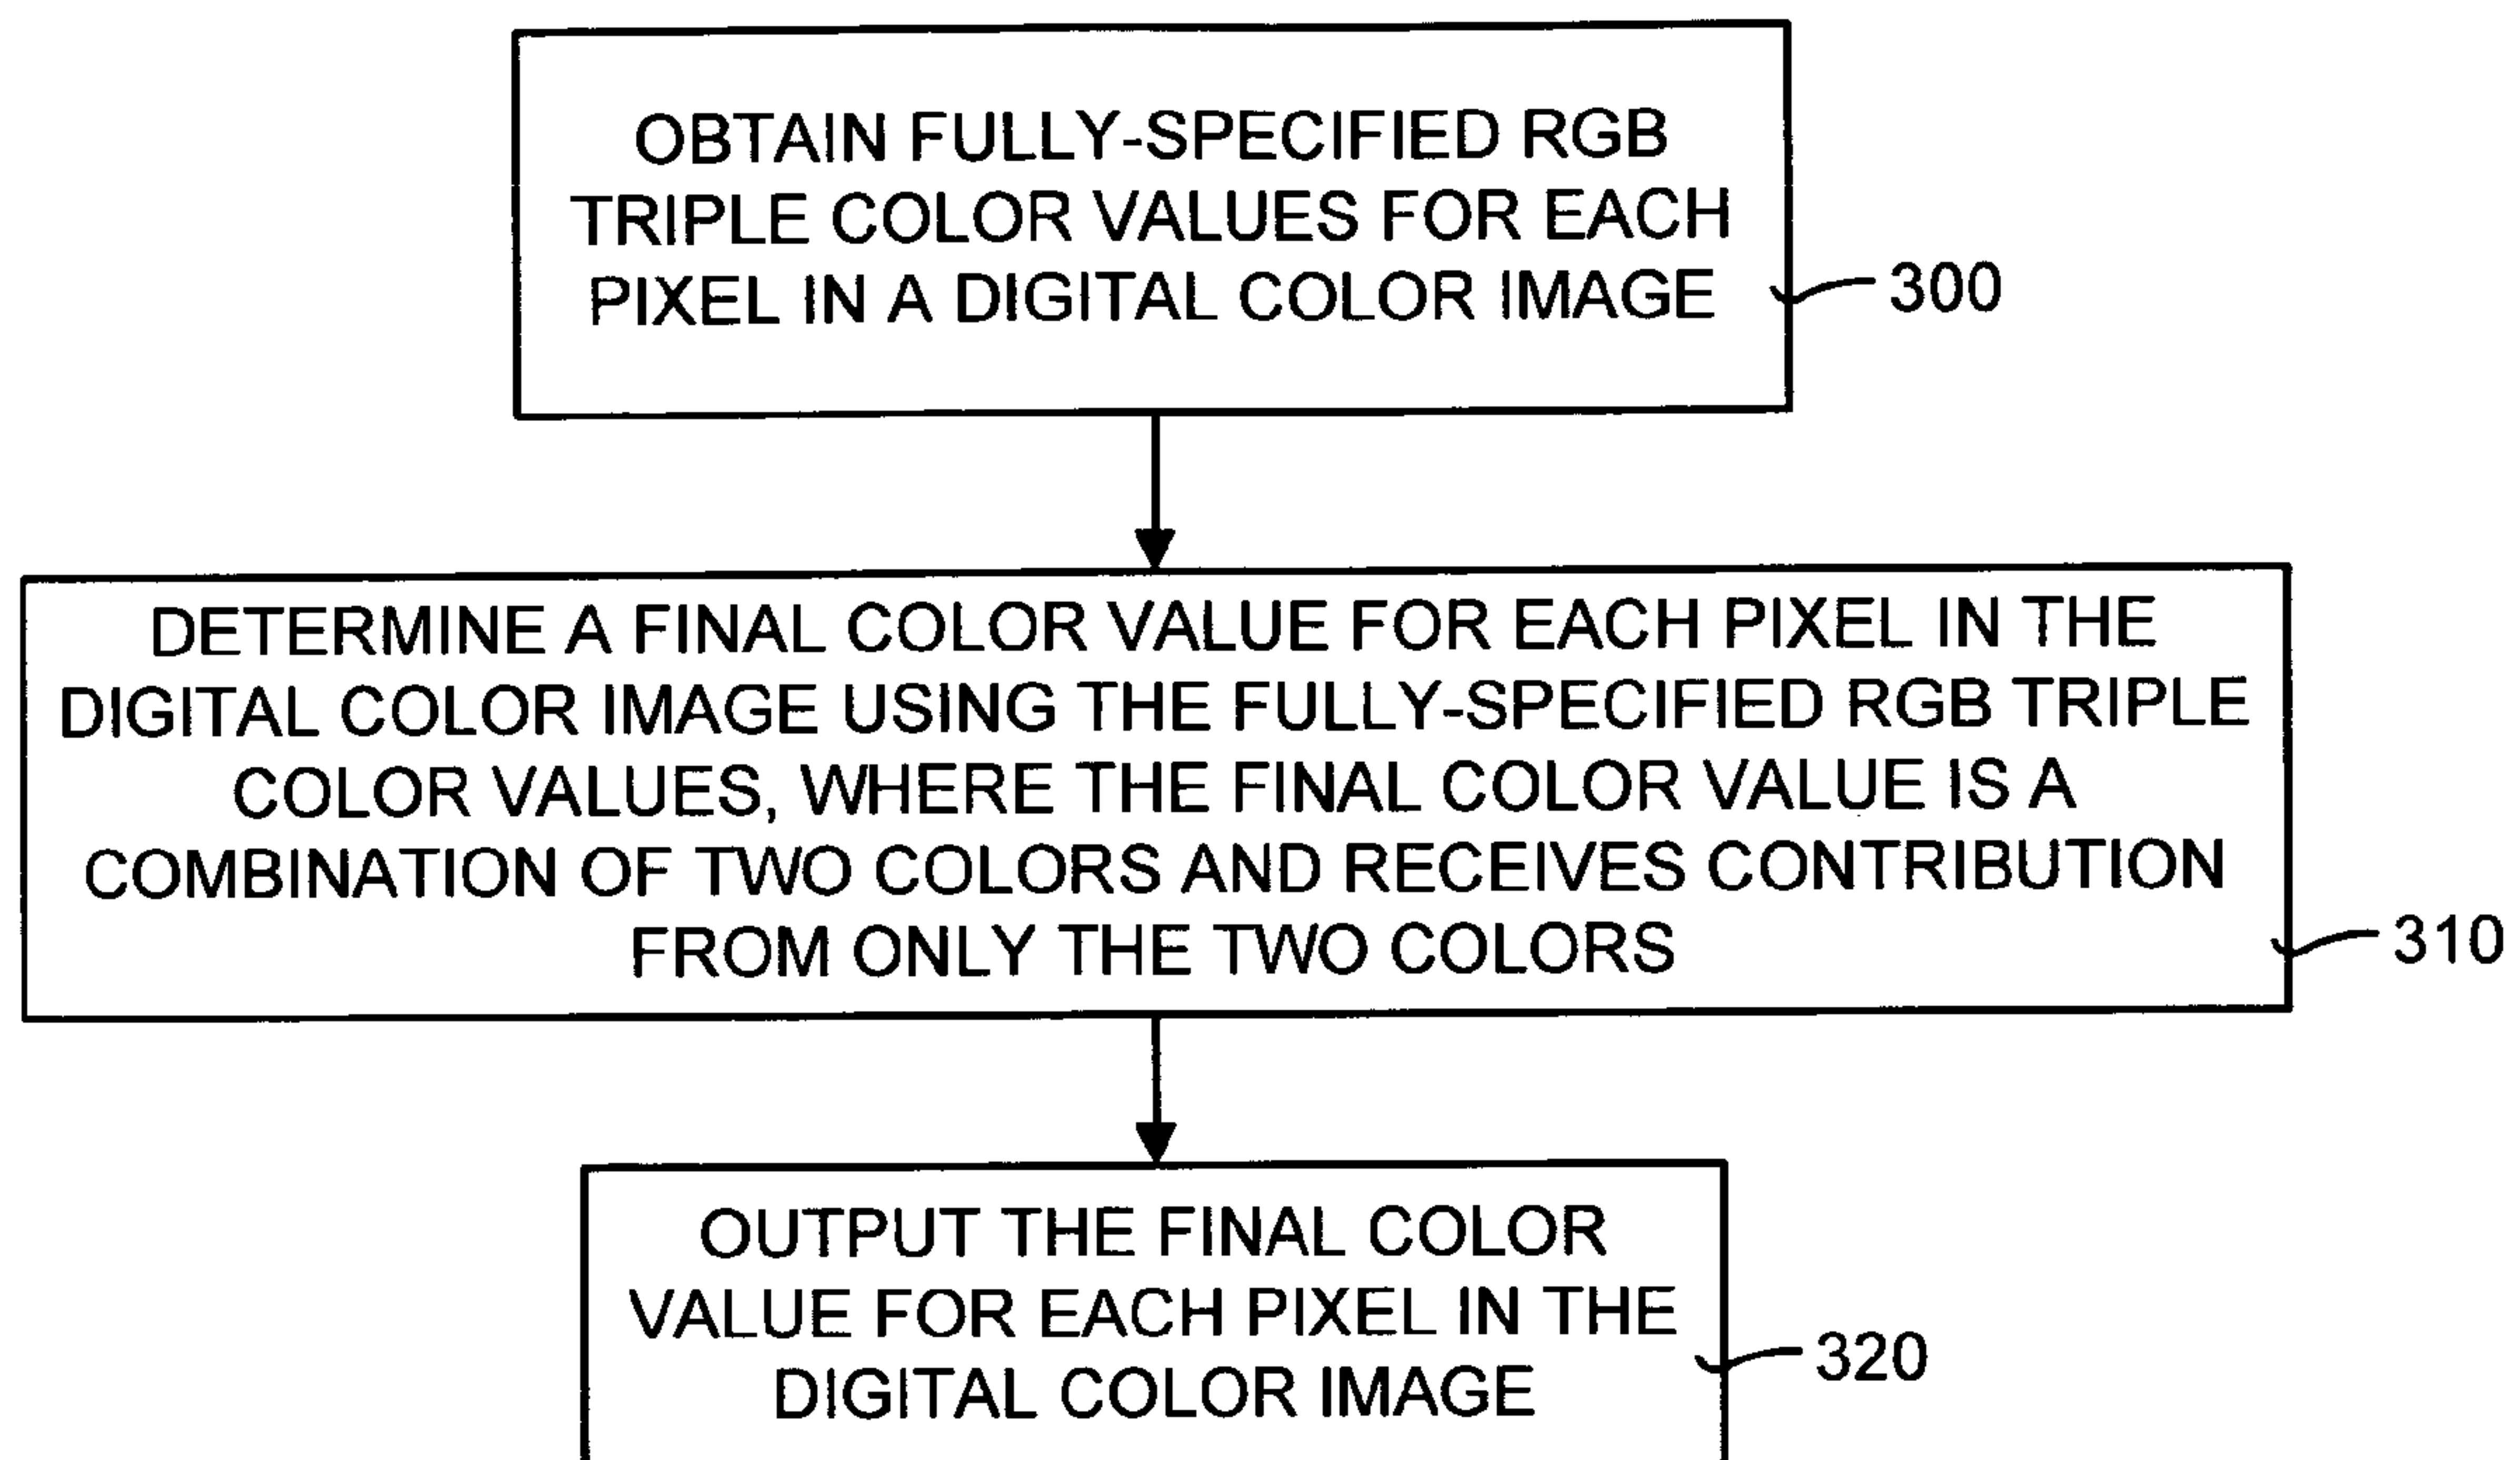 OBTAIN FULLY-SPECIFIED RGB
TRIPLE COLOR VALUES FOR EACH
PIXEL IN A DIGITAL COLOR IMAGE
300
DETERMINE A FINAL COLOR VALUE FOR EACH PIXEL IN THE
DIGITAL COLOR IMAGE USING THE FULLY-SPECIFIED RGB TRIPLE
COLOR VALUES, WHERE THE FINAL COLOR VALUE IS A
COMBINATION OF TWO COLORS AND RECEIVES CONTRIBUTION
FROM ONLY THE TWO COLORS
310
OUTPUT THE FINAL COLOR
VALUE FOR EACH PIXEL IN THE
DIGITAL COLOR IMAGE
320